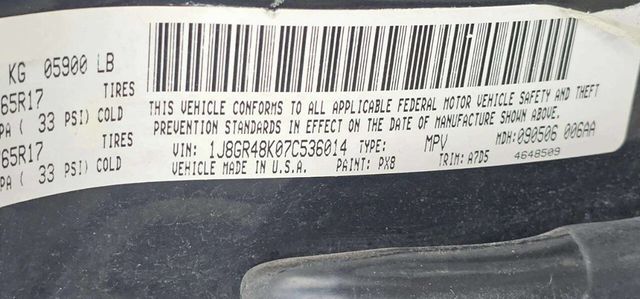 KG 05900 LB
65R17 TIRES
PA ( 33 PSI) COLD
65R17 TIRES
PA ( 33 PSI) COLD
THIS VEHICLE CONFORMS TO ALL APPLICABLE FEDERAL MOTOR VEHICLE SAFETY AND THEFT
PREVENTION STANDARDS IN EFFECT ON THE DATE OF MANUFACTURE SHOWN ABOVE.
VIN: 1J8GR48K07C536014 TYPE: MPV MDH: 090506 006AA
VEHICLE MADE IN U.S.A. PAINT: PX8 TRIM: A7D5 4648509